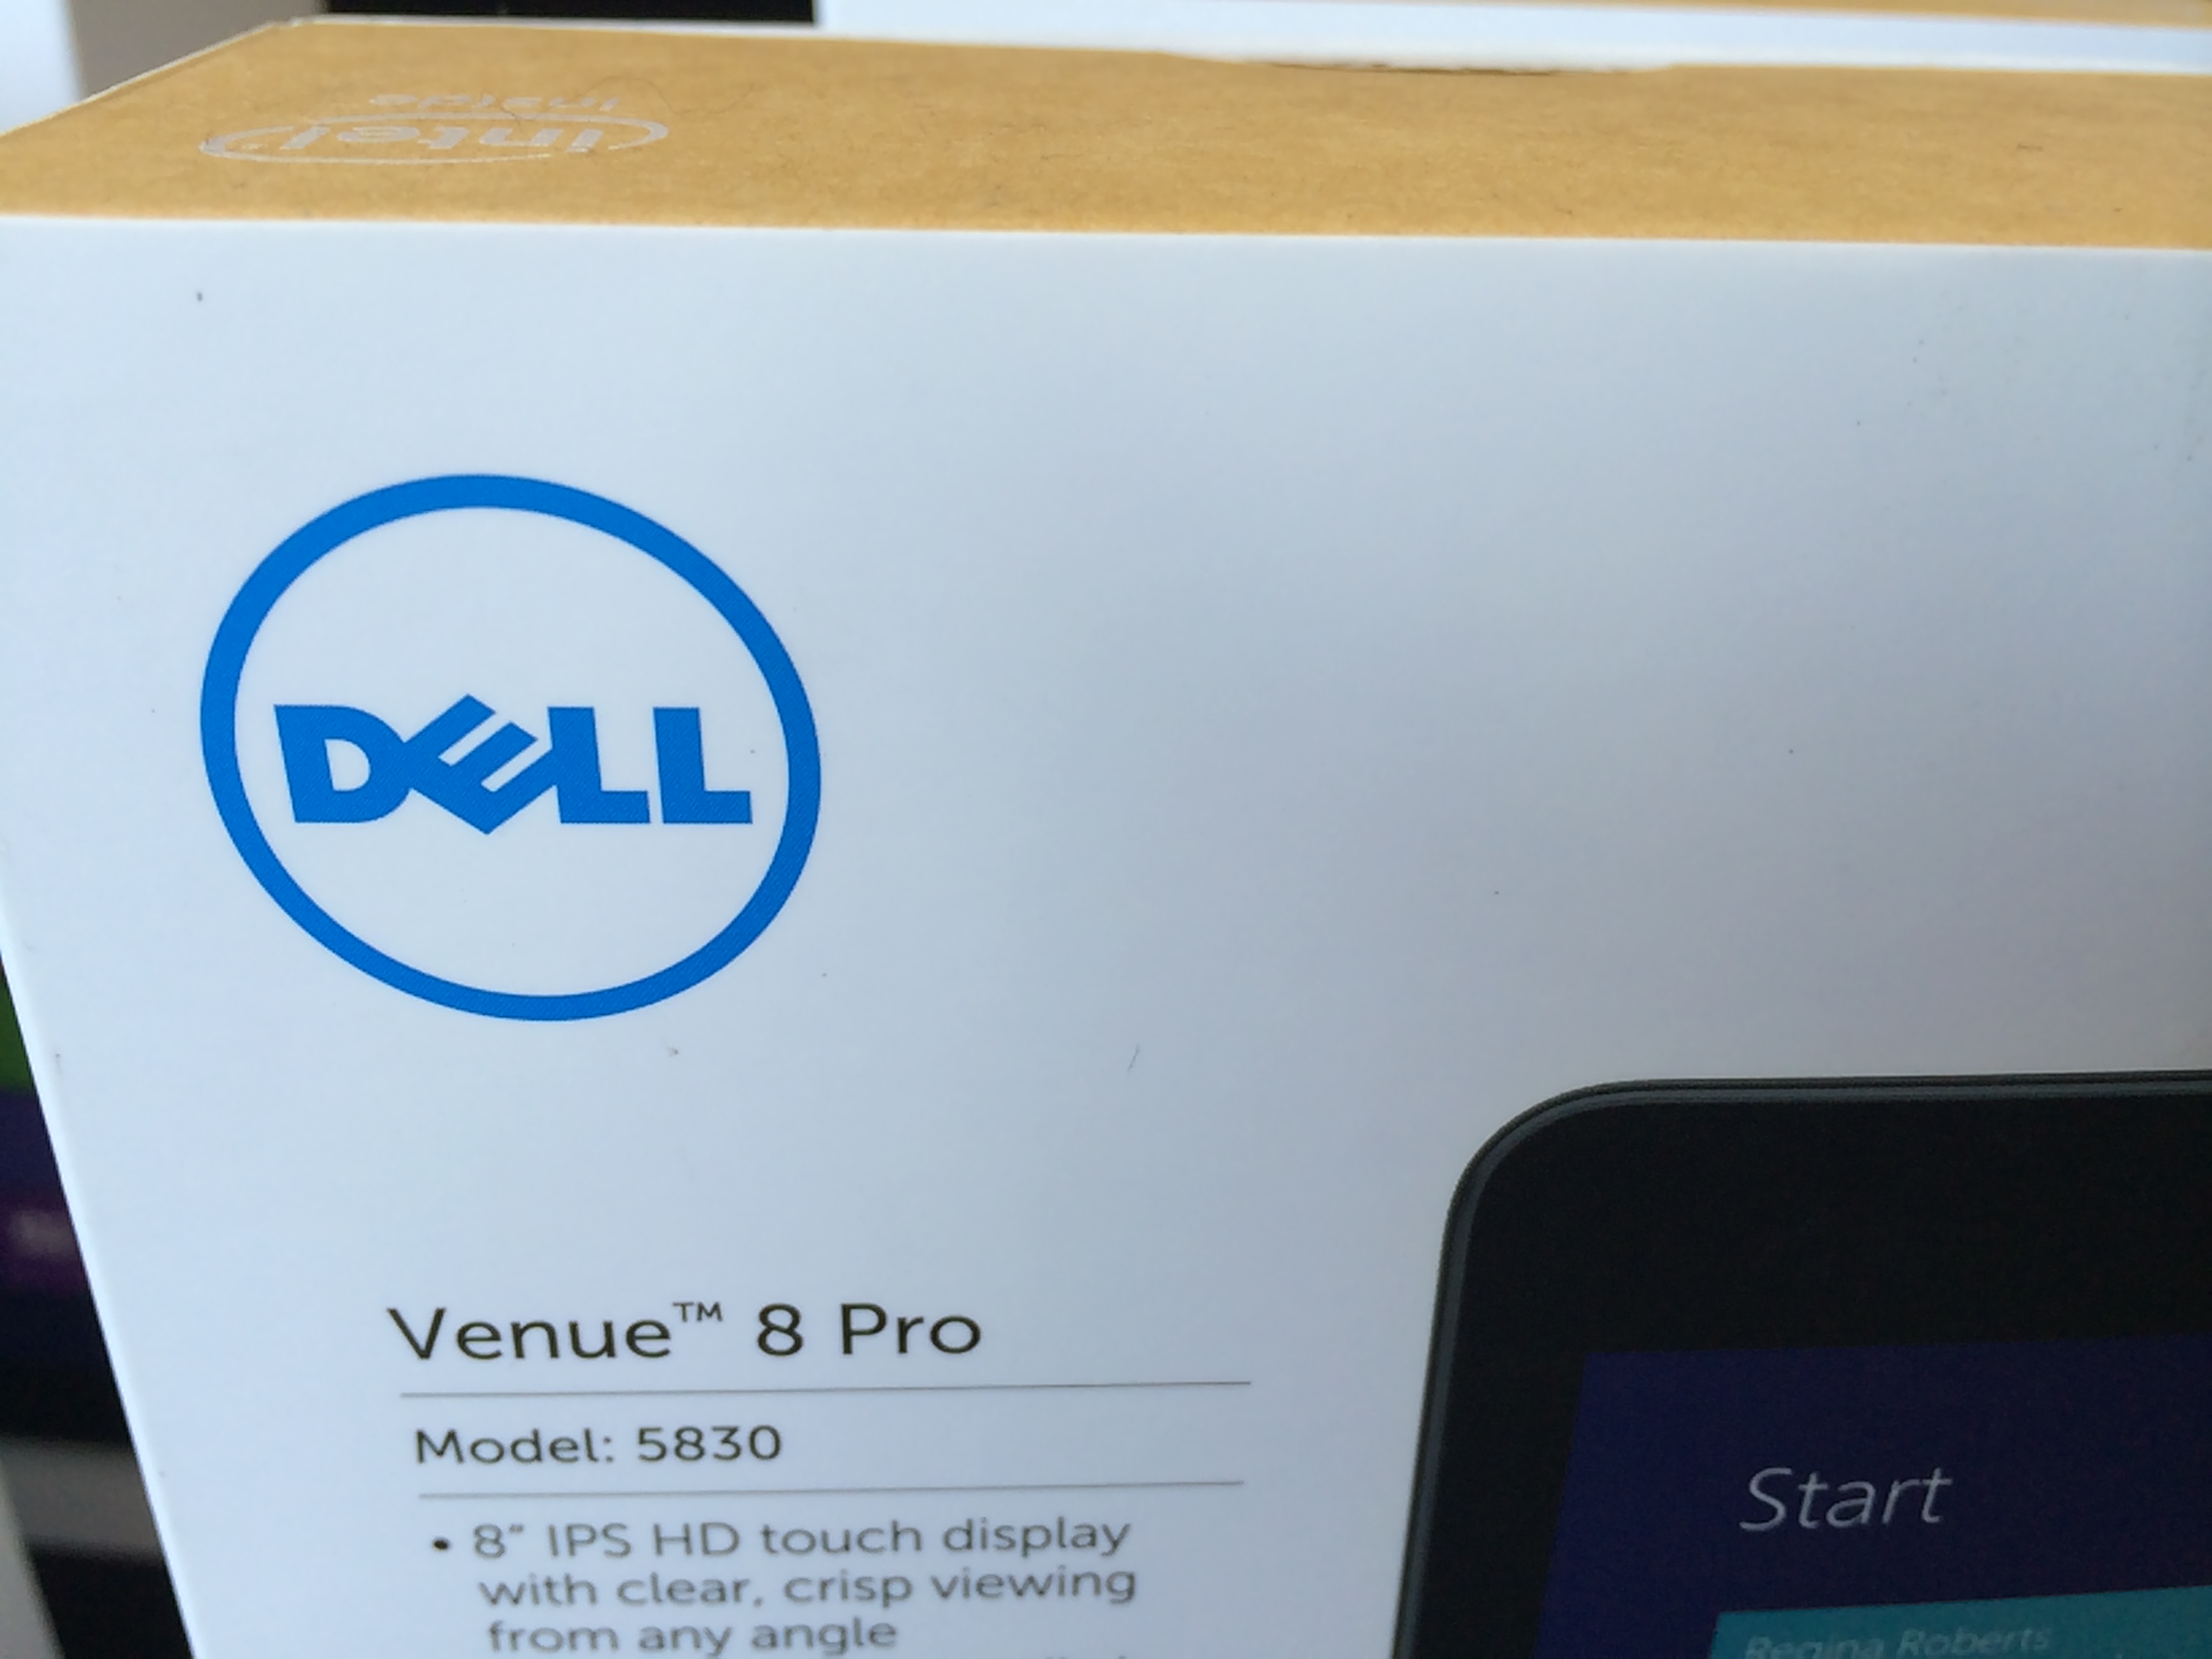 intel
inside
DELL
Venue™ 8 Pro
Model: 5830
• 8" IPS HD touch display
with clear, crisp viewing
from any angle
Start
Regina Roberts